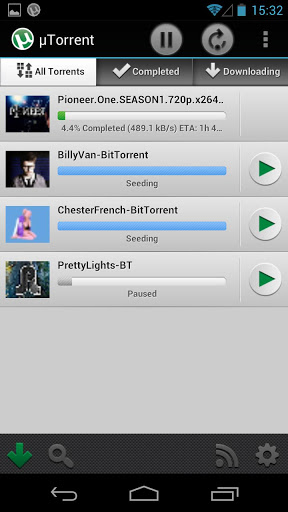 15:32
µTorrent
All Torrents
Completed
Downloading
Pioneer.One.SEASON1.720p.x264..
4.4% Completed (489.1 kB/s) ETA: 1h 4...
BillyVan-BitTorrent
Seeding
ChesterFrench-BitTorrent
Seeding
PrettyLights-BT
Paused